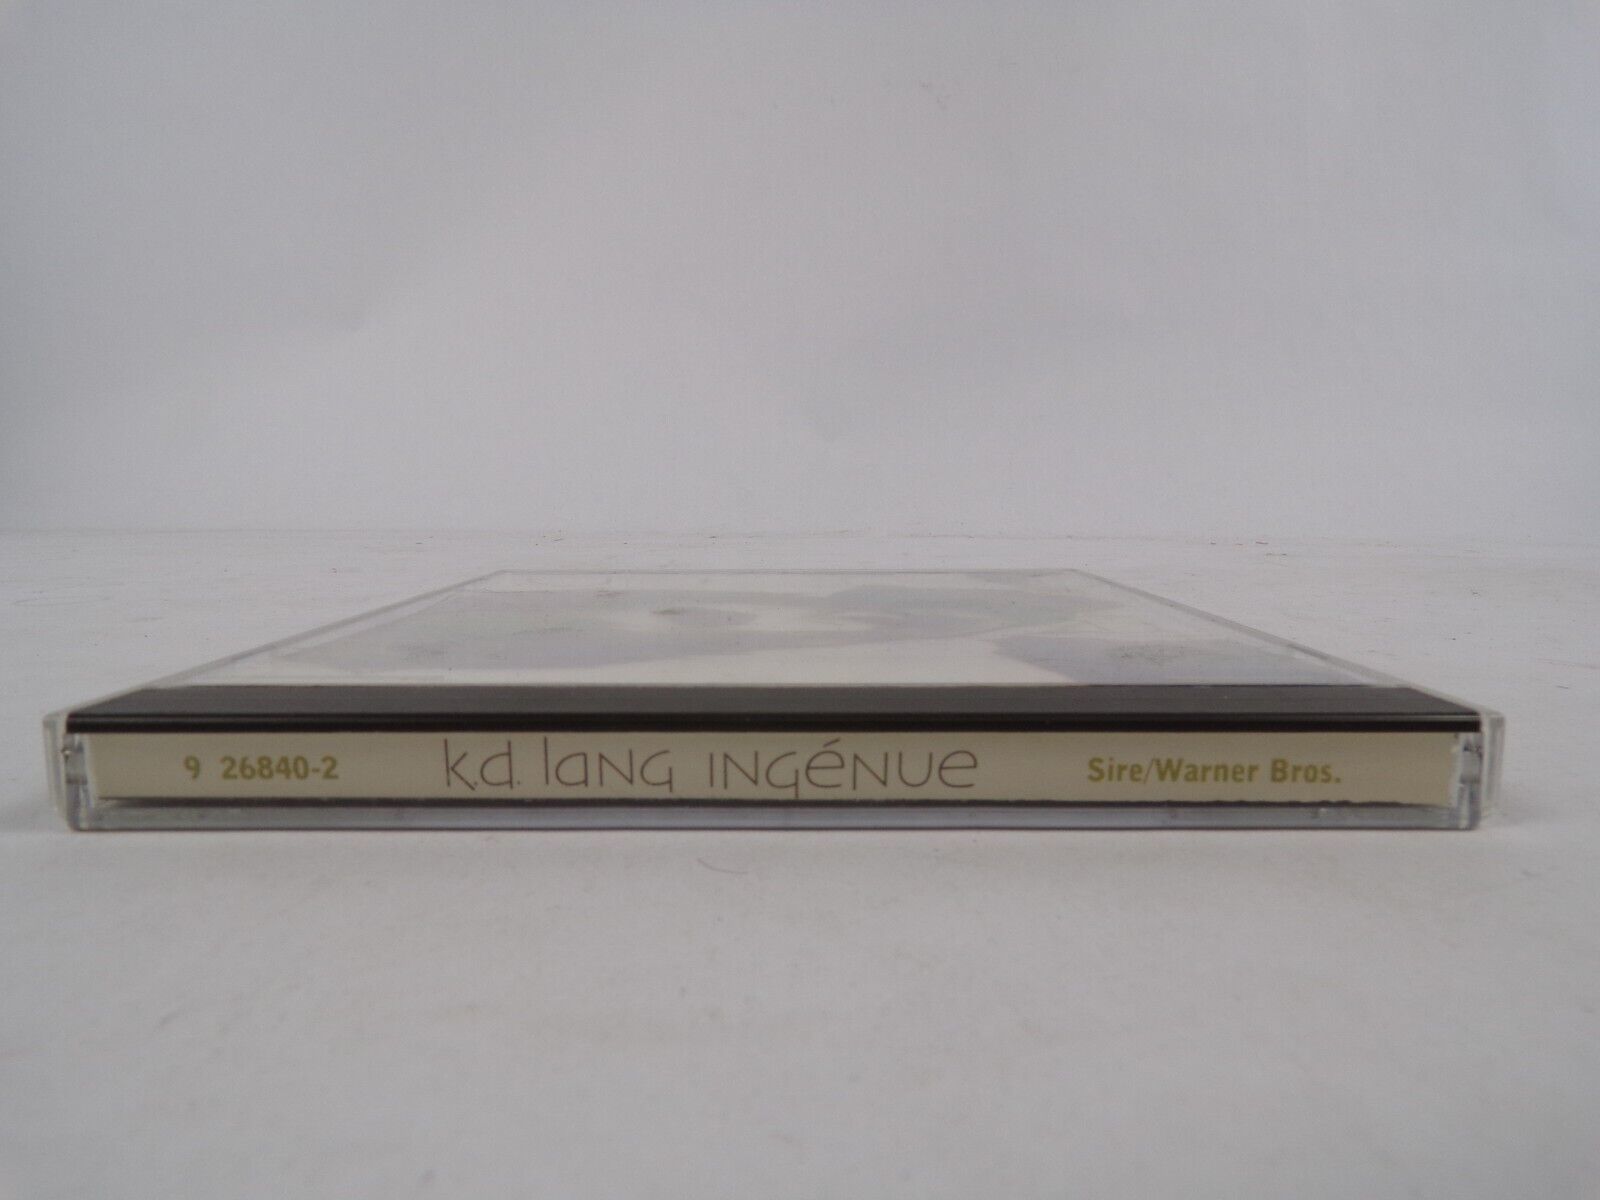 9 26840-2 k.d. lang ingénue Sire/Warner Bros.